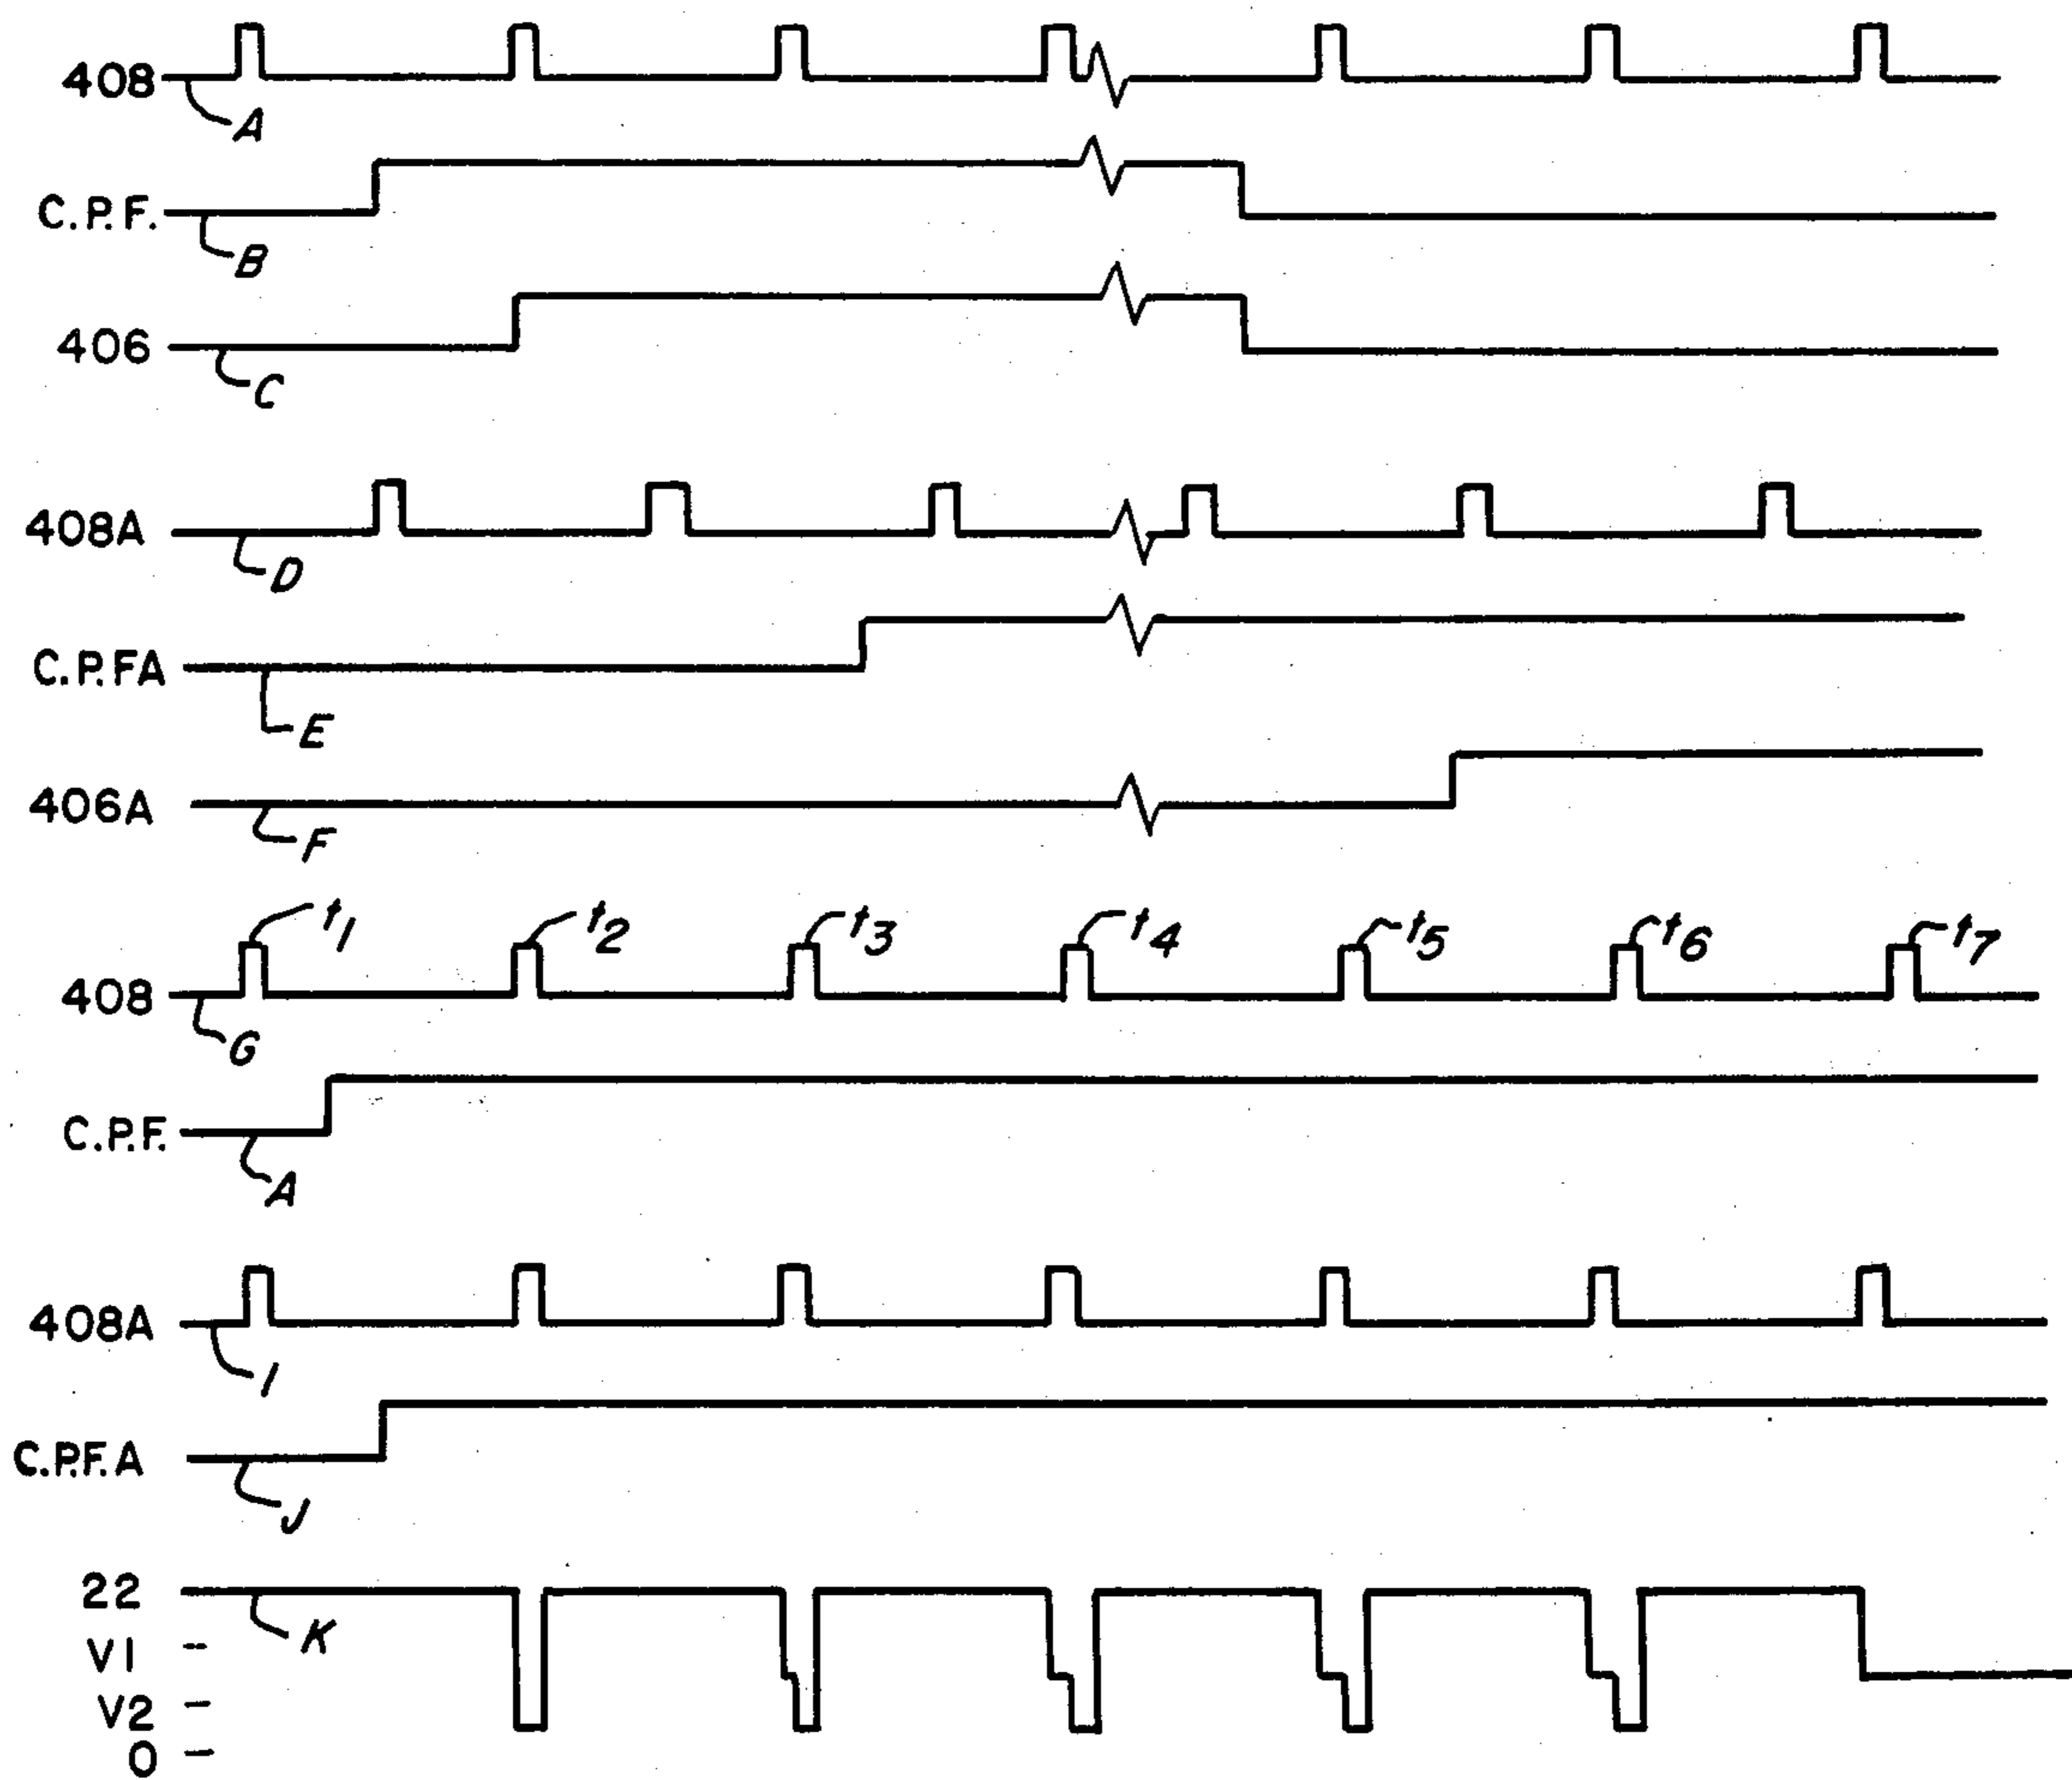 408
A
C.P.F.
B
406
C
408A
D
C.P.FA
E
406A
F
t1 t2 t3 t4 t5 t6 t7
408
G
C.P.F.
A
408A
I
C.P.F.A
J
22
K
V1
V2
0